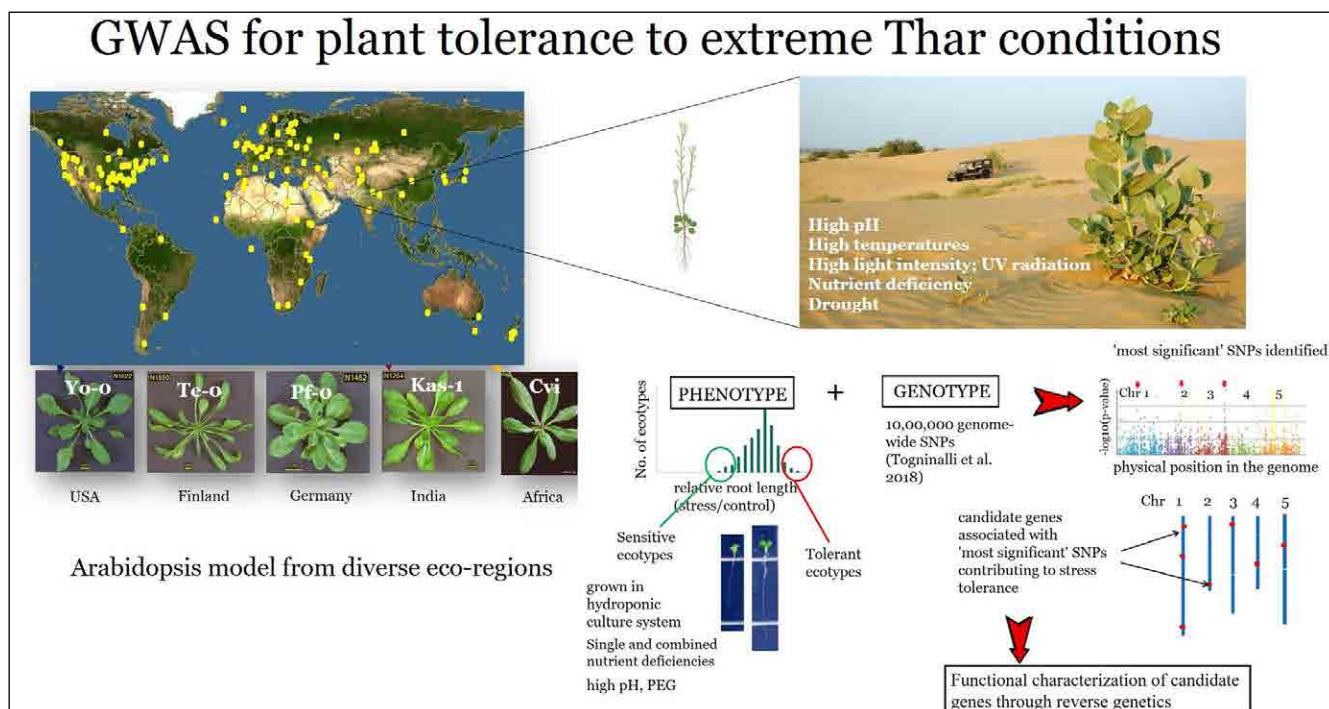 GWAS for plant tolerance to extreme Thar conditions
High pH
High temperatures
High light intensity; UV radiation
Nutrient deficiency
Drought
N1622
Yo-0
Te-0
N1550
Pf-0
N1482
Kas-1
N1264
Cvi
USA
Finland
Germany
India
Africa
Arabidopsis model from diverse eco-regions
PHENOTYPE
+
GENOTYPE
No. of ecotypes
relative root length
(stress/control)
10,00,000 genome-
wide SNPs
(Togninalli et al.
2018)
Sensitive
ecotypes
Tolerant
ecotypes
grown in
hydroponic
culture system
Single and combined
nutrient deficiencies
high pH, PEG
'most significant' SNPs identified
-log10(p-value)
Chr 1 2 3 4 5
physical position in the genome
Chr 1 2 3 4 5
candidate genes
associated with
'most significant' SNPs
contributing to stress
tolerance
Functional characterization of candidate
genes through reverse genetics